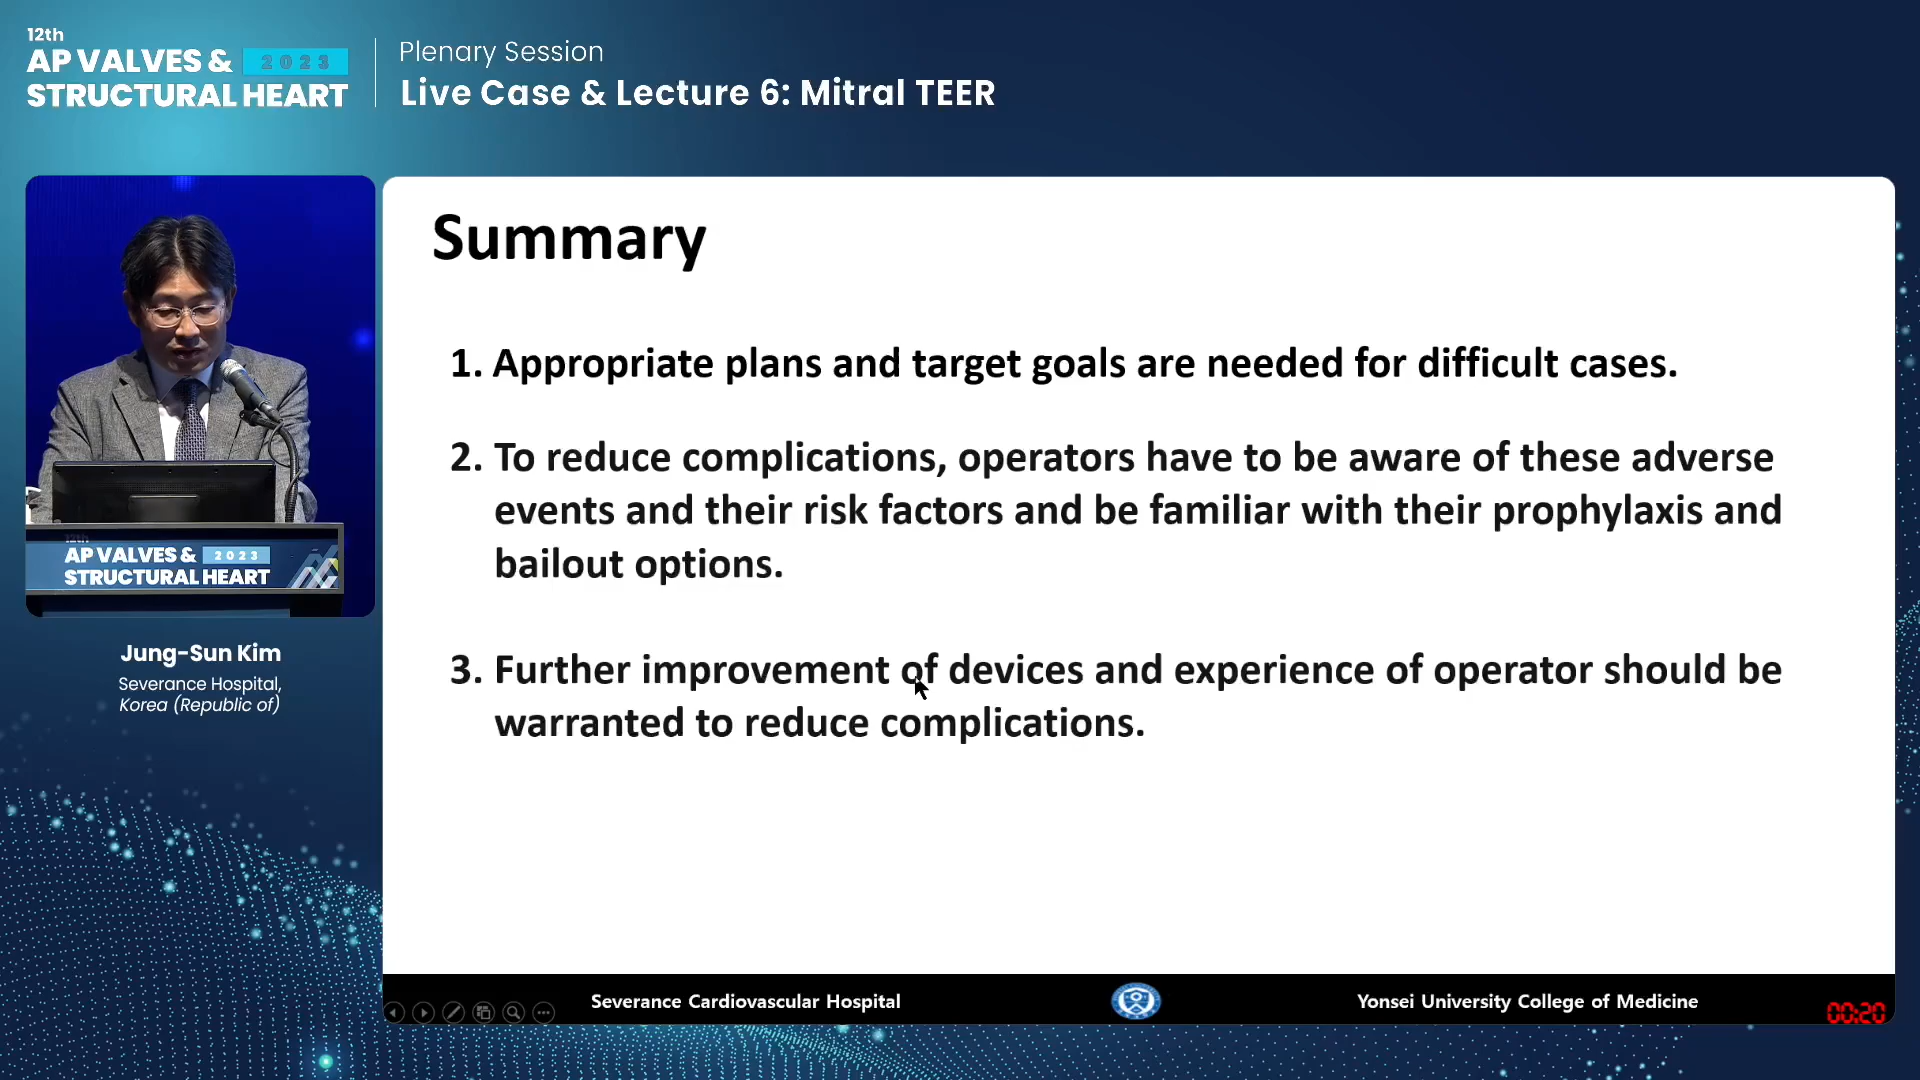 12th
AP VALVES & 2023
STRUCTURAL HEART
Plenary Session
Live Case & Lecture 6: Mitral TEER
12th
AP VALVES & 2023
STRUCTURAL HEART
Jung-Sun Kim
Severance Hospital,
Korea (Republic of)
Summary
1. Appropriate plans and target goals are needed for difficult cases.
2. To reduce complications, operators have to be aware of these adverse
events and their risk factors and be familiar with their prophylaxis and
bailout options.
3. Further improvement of devices and experience of operator should be
warranted to reduce complications.
Severance Cardiovascular Hospital
Yonsei University College of Medicine
00:20